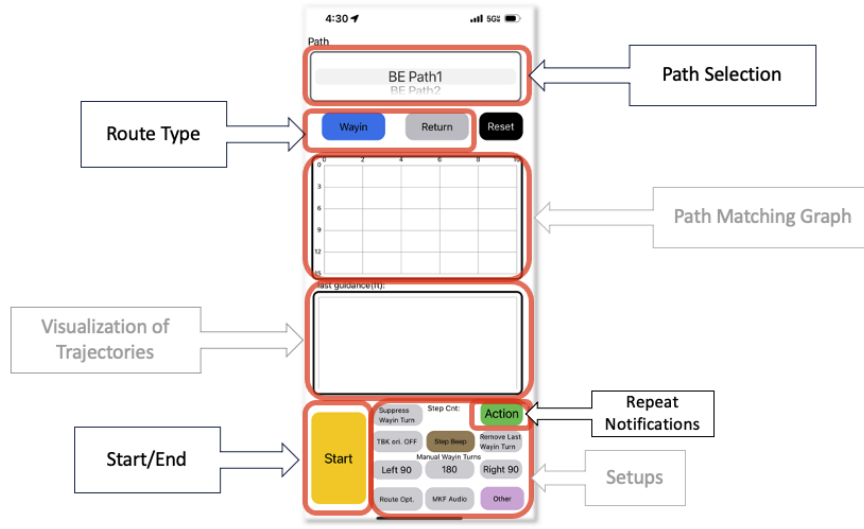 4:30
5G
Path
BE Path1
BE Path2
Path Selection
Route Type
Wayin
Return
Reset
0 2 4 6 8 10
0
3
6
9
12
15
Path Matching Graph
last guidance(ft):
Visualization of
Trajectories
Suppress
Wayin Turn
Step Cnt:
Action
Repeat
Notifications
Start/End
Start
TBK ori. OFF
Step Beep
Remove Last
Wayin Turn
Manual Wayin Turns
Left 90
180
Right 90
Setups
Route Opt.
MKF Audio
Other